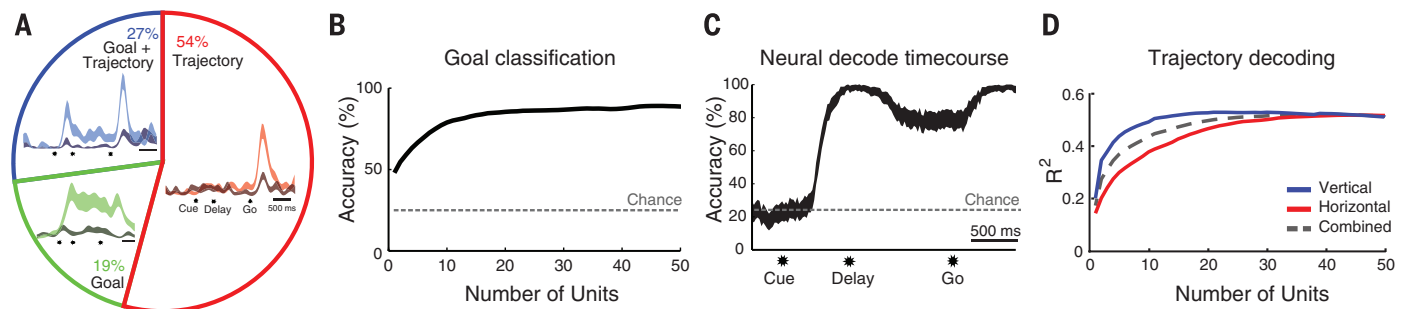 A
27%
Goal +
Trajectory
54%
Trajectory
Cue Delay Go
500 ms
19%
Goal
B
Goal classification
Accuracy (%)
100
50
0
Chance
0 10 20 30 40 50
Number of Units
C
Neural decode timecourse
Accuracy (%)
100
80
60
40
20
0
Chance
500 ms
Cue Delay Go
D
Trajectory decoding
R2
0.6
0.4
0.2
0
Vertical
Horizontal
Combined
0 10 20 30 40 50
Number of Units